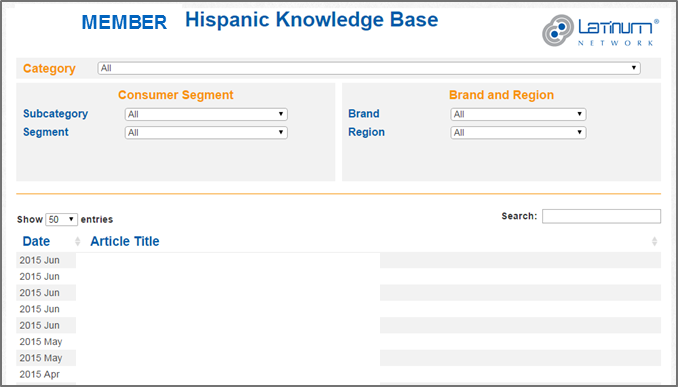 MEMBER Hispanic Knowledge Base
LATINUM®
NETWORK
Category All
Consumer Segment
Subcategory All
Segment All
Brand and Region
Brand All
Region All
Show 50 entries
Search:
Date Article Title
2015 Jun
2015 Jun
2015 Jun
2015 Jun
2015 Jun
2015 May
2015 May
2015 Apr